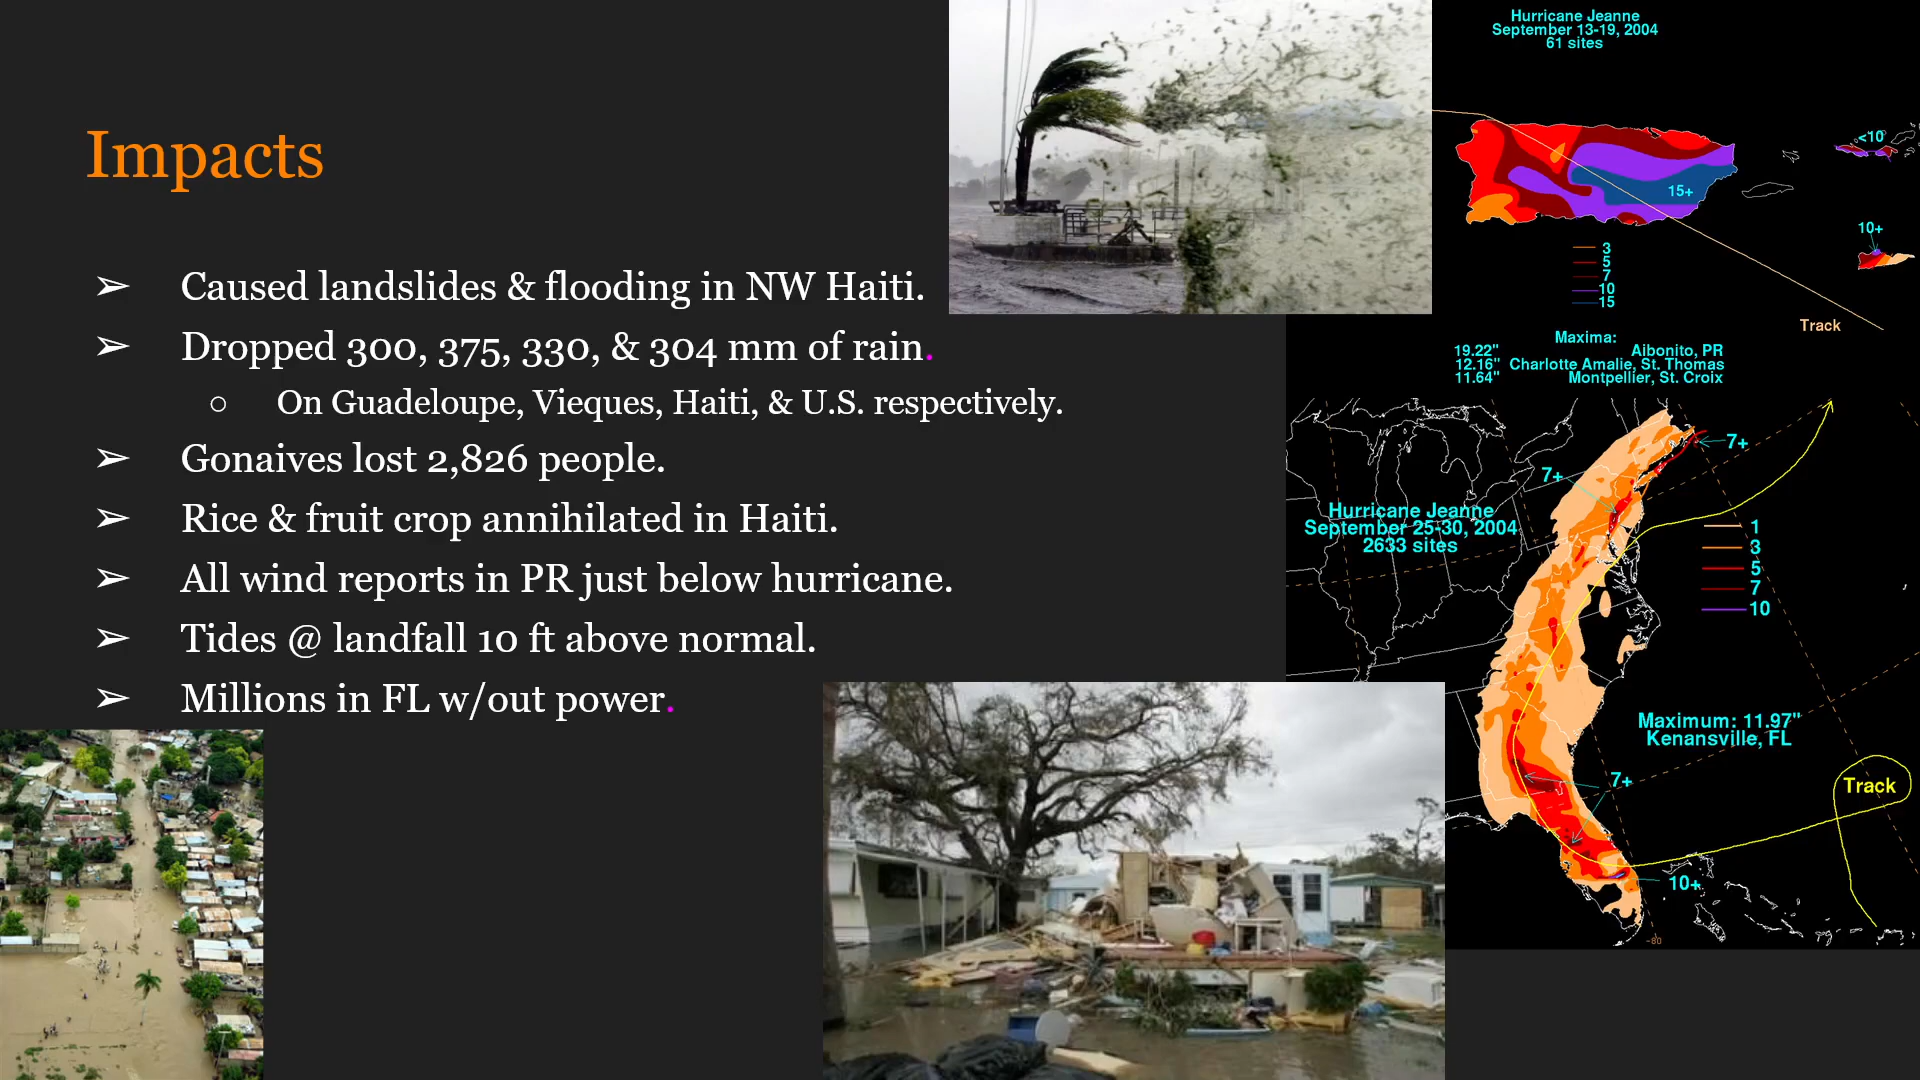 Impacts
➢ Caused landslides & flooding in NW Haiti.
➢ Dropped 300, 375, 330, & 304 mm of rain.
○ On Guadeloupe, Vieques, Haiti, & U.S. respectively.
➢ Gonaives lost 2,826 people.
➢ Rice & fruit crop annihilated in Haiti.
➢ All wind reports in PR just below hurricane.
➢ Tides @ landfall 10 ft above normal.
➢ Millions in FL w/out power.
Hurricane Jeanne
September 13-19, 2004
61 sites
<10
15+
10+
3
5
7
10
15
Track
Maxima:
19.22" Aibonito, PR
12.16" Charlotte Amalie, St. Thomas
11.64" Montpellier, St. Croix
7+
7+
Hurricane Jeanne
September 25-30, 2004
2633 sites
1
3
5
7
10
Maximum: 11.97"
Kenansville, FL
7+
Track
10+
-80